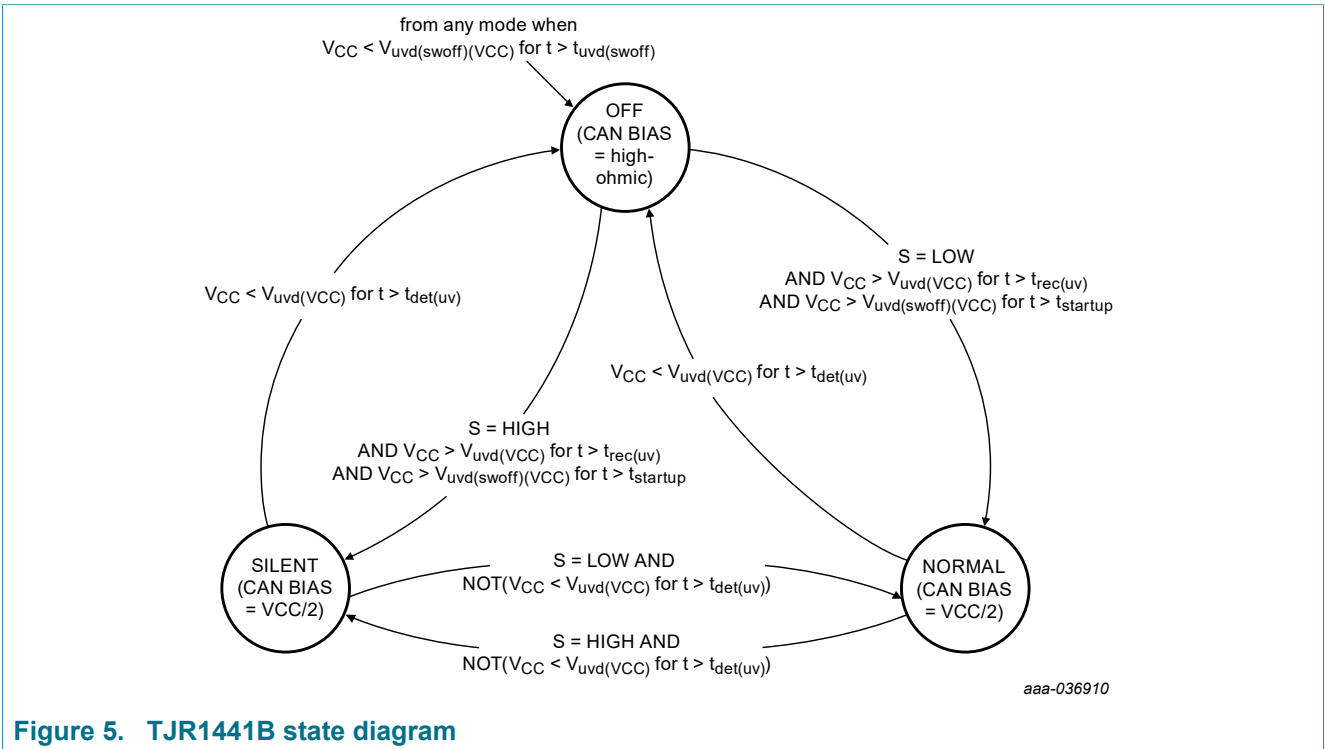 from any mode when
VCC < Vuvd(swoff)(VCC) for t > tuvd(swoff)
OFF
(CAN BIAS
= high-
ohmic)
S = LOW
AND VCC > Vuvd(VCC) for t > trec(uv)
AND VCC > Vuvd(swoff)(VCC) for t > tstartup
VCC < Vuvd(VCC) for t > tdet(uv)
VCC < Vuvd(VCC) for t > tdet(uv)
S = HIGH
AND VCC > Vuvd(VCC) for t > trec(uv)
AND VCC > Vuvd(swoff)(VCC) for t > tstartup
SILENT
(CAN BIAS
= VCC/2)
S = LOW AND
NOT(VCC < Vuvd(VCC) for t > tdet(uv))
NORMAL
(CAN BIAS
= VCC/2)
S = HIGH AND
NOT(VCC < Vuvd(VCC) for t > tdet(uv))
aaa-036910
Figure 5. TJR1441B state diagram